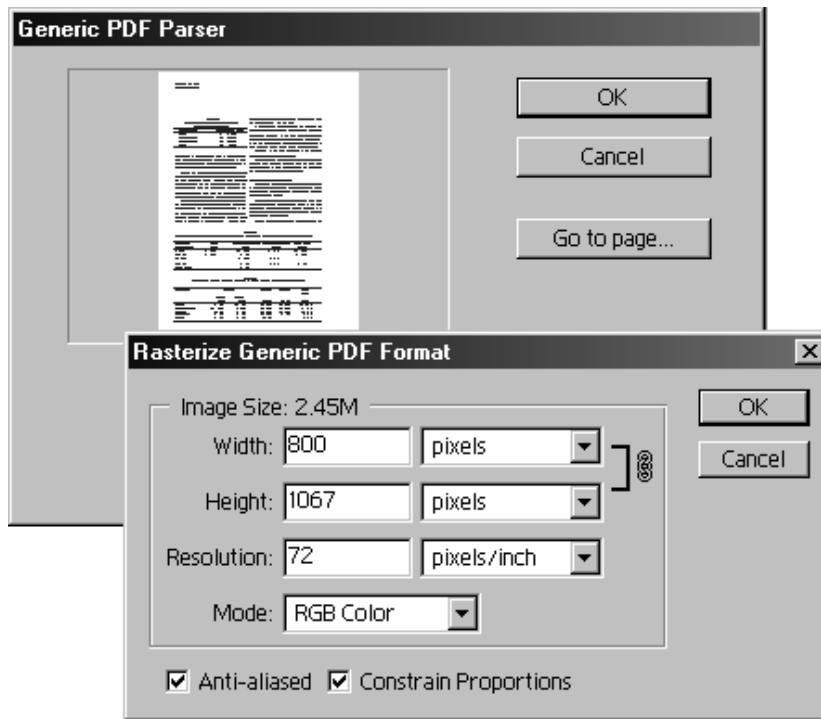 Generic PDF Parser
OK
Cancel
Go to page...
Rasterize Generic PDF Format
Image Size: 2.45M
Width: 800 pixels
Height: 1067 pixels
Resolution: 72 pixels/inch
Mode: RGB Color
Anti-aliased Constrain Proportions
OK
Cancel